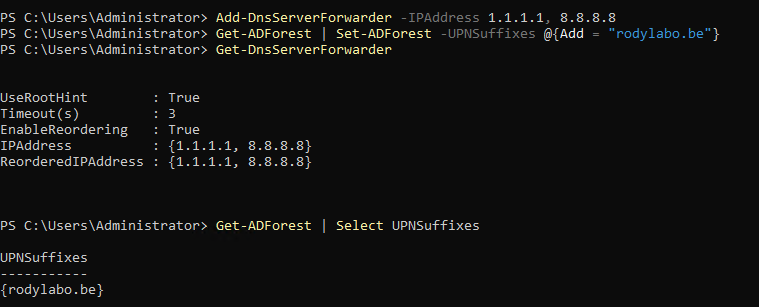 PS C:\Users\Administrator> Add-DnsServerForwarder -IPAddress 1.1.1.1, 8.8.8.8
PS C:\Users\Administrator> Get-ADForest | Set-ADForest -UPNSuffixes @{Add = "rodylabo.be"}
PS C:\Users\Administrator> Get-DnsServerForwarder
UseRootHint : True
Timeout(s) : 3
EnableReordering : True
IPAddress : {1.1.1.1, 8.8.8.8}
ReorderedIPAddress : {1.1.1.1, 8.8.8.8}
PS C:\Users\Administrator> Get-ADForest | Select UPNSuffixes
UPNSuffixes
-----------
{rodylabo.be}